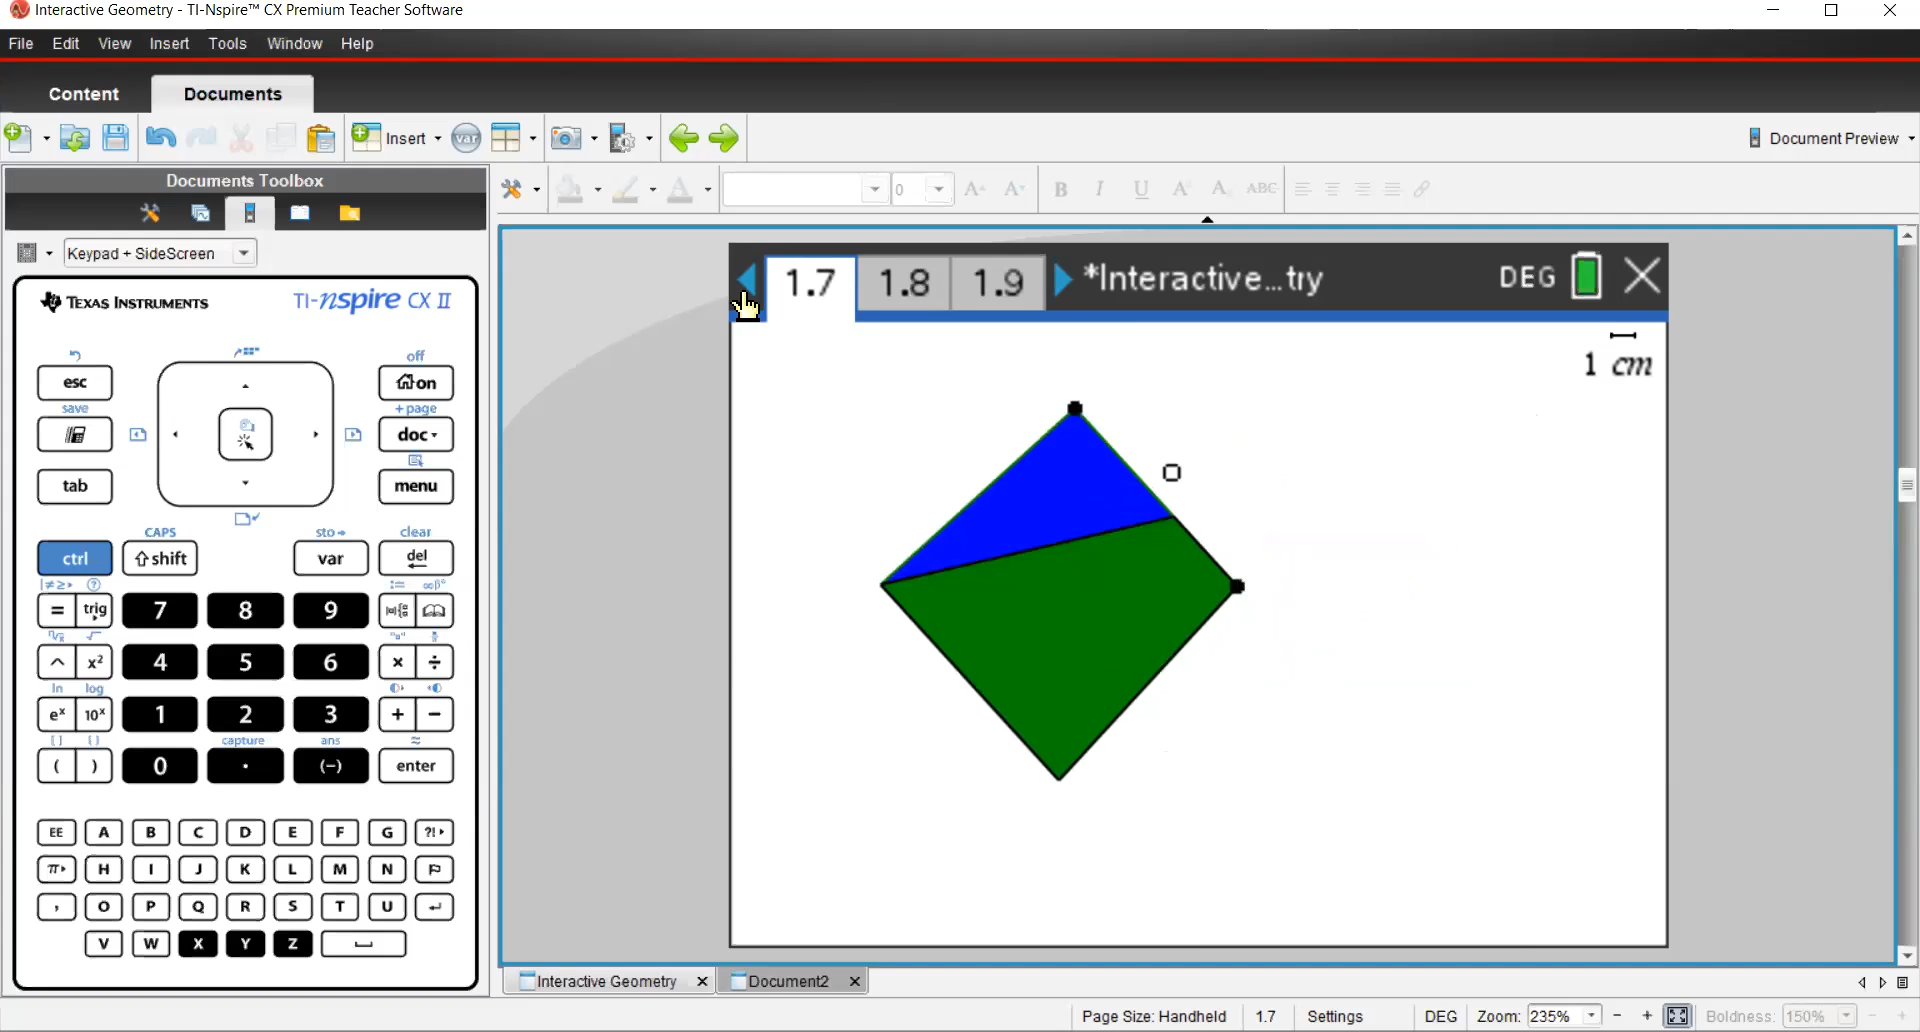 Interactive Geometry - TI-Nspire™ CX Premium Teacher Software
File Edit View Insert Tools Window Help
Content Documents
Insert var Document Preview
Documents Toolbox
0 A A B I U A A ABC
Keypad + SideScreen
1.7 1.8 1.9 *Interactive...try DEG
TEXAS INSTRUMENTS TI-nspire CX II
off
esc on
save + page
doc
tab menu
CAPS sto clear
ctrl shift var del
= trig 7 8 9
^ x² 4 5 6 × ÷
ln log
eˣ 10ˣ 1 2 3 + −
[ ] { } capture ans ≈
( ) 0 . (−) enter
EE A B C D E F G ?!
π H I J K L M N
, O P Q R S T U
V W X Y Z
1 cm
Interactive Geometry Document2
Page Size: Handheld 1.7 Settings DEG Zoom: 235% − + Boldness: 150% − +